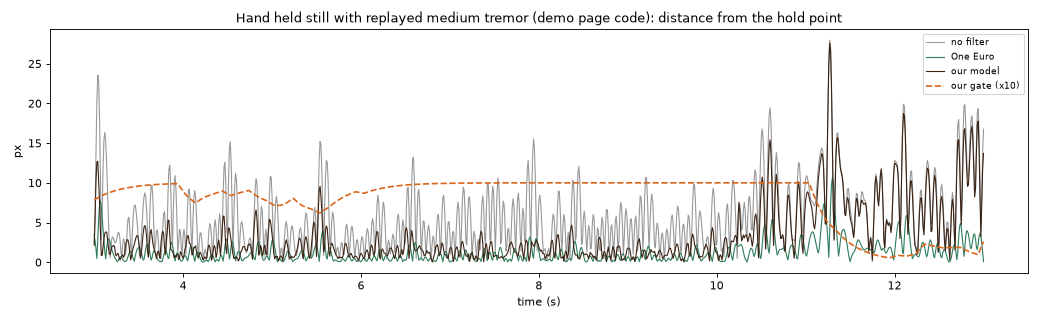 Hand held still with replayed medium tremor (demo page code): distance from the hold point
no filter
One Euro
our model
our gate (x10)
px
25
20
15
10
5
0
4 6 8 10 12
time (s)